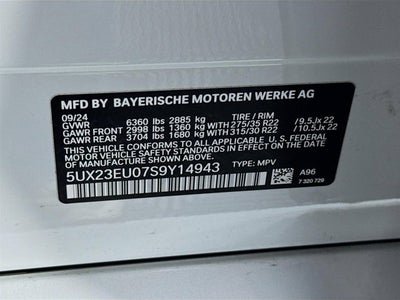 MFD BY BAYERISCHE MOTOREN WERKE AG
09/24 TIRE / RIM
GVWR 6360 lbs 2885 kg
GAWR FRONT 2998 lbs 1360 kg WITH 275/35 R22 / 9.5Jx 22
GAWR REAR 3704 lbs 1680 kg WITH 315/30 R22 / 10.5Jx 22
THIS VEHICLE CONFORMS TO ALL APPLICABLE U.S. FEDERAL
MOTOR VEHICLE SAFETY STANDARDS IN EFFECT ON THE DATE
OF MANUFACTURE SHOWN ABOVE.
5UX23EU07S9Y14943 TYPE: MPV
A96
7 320 729